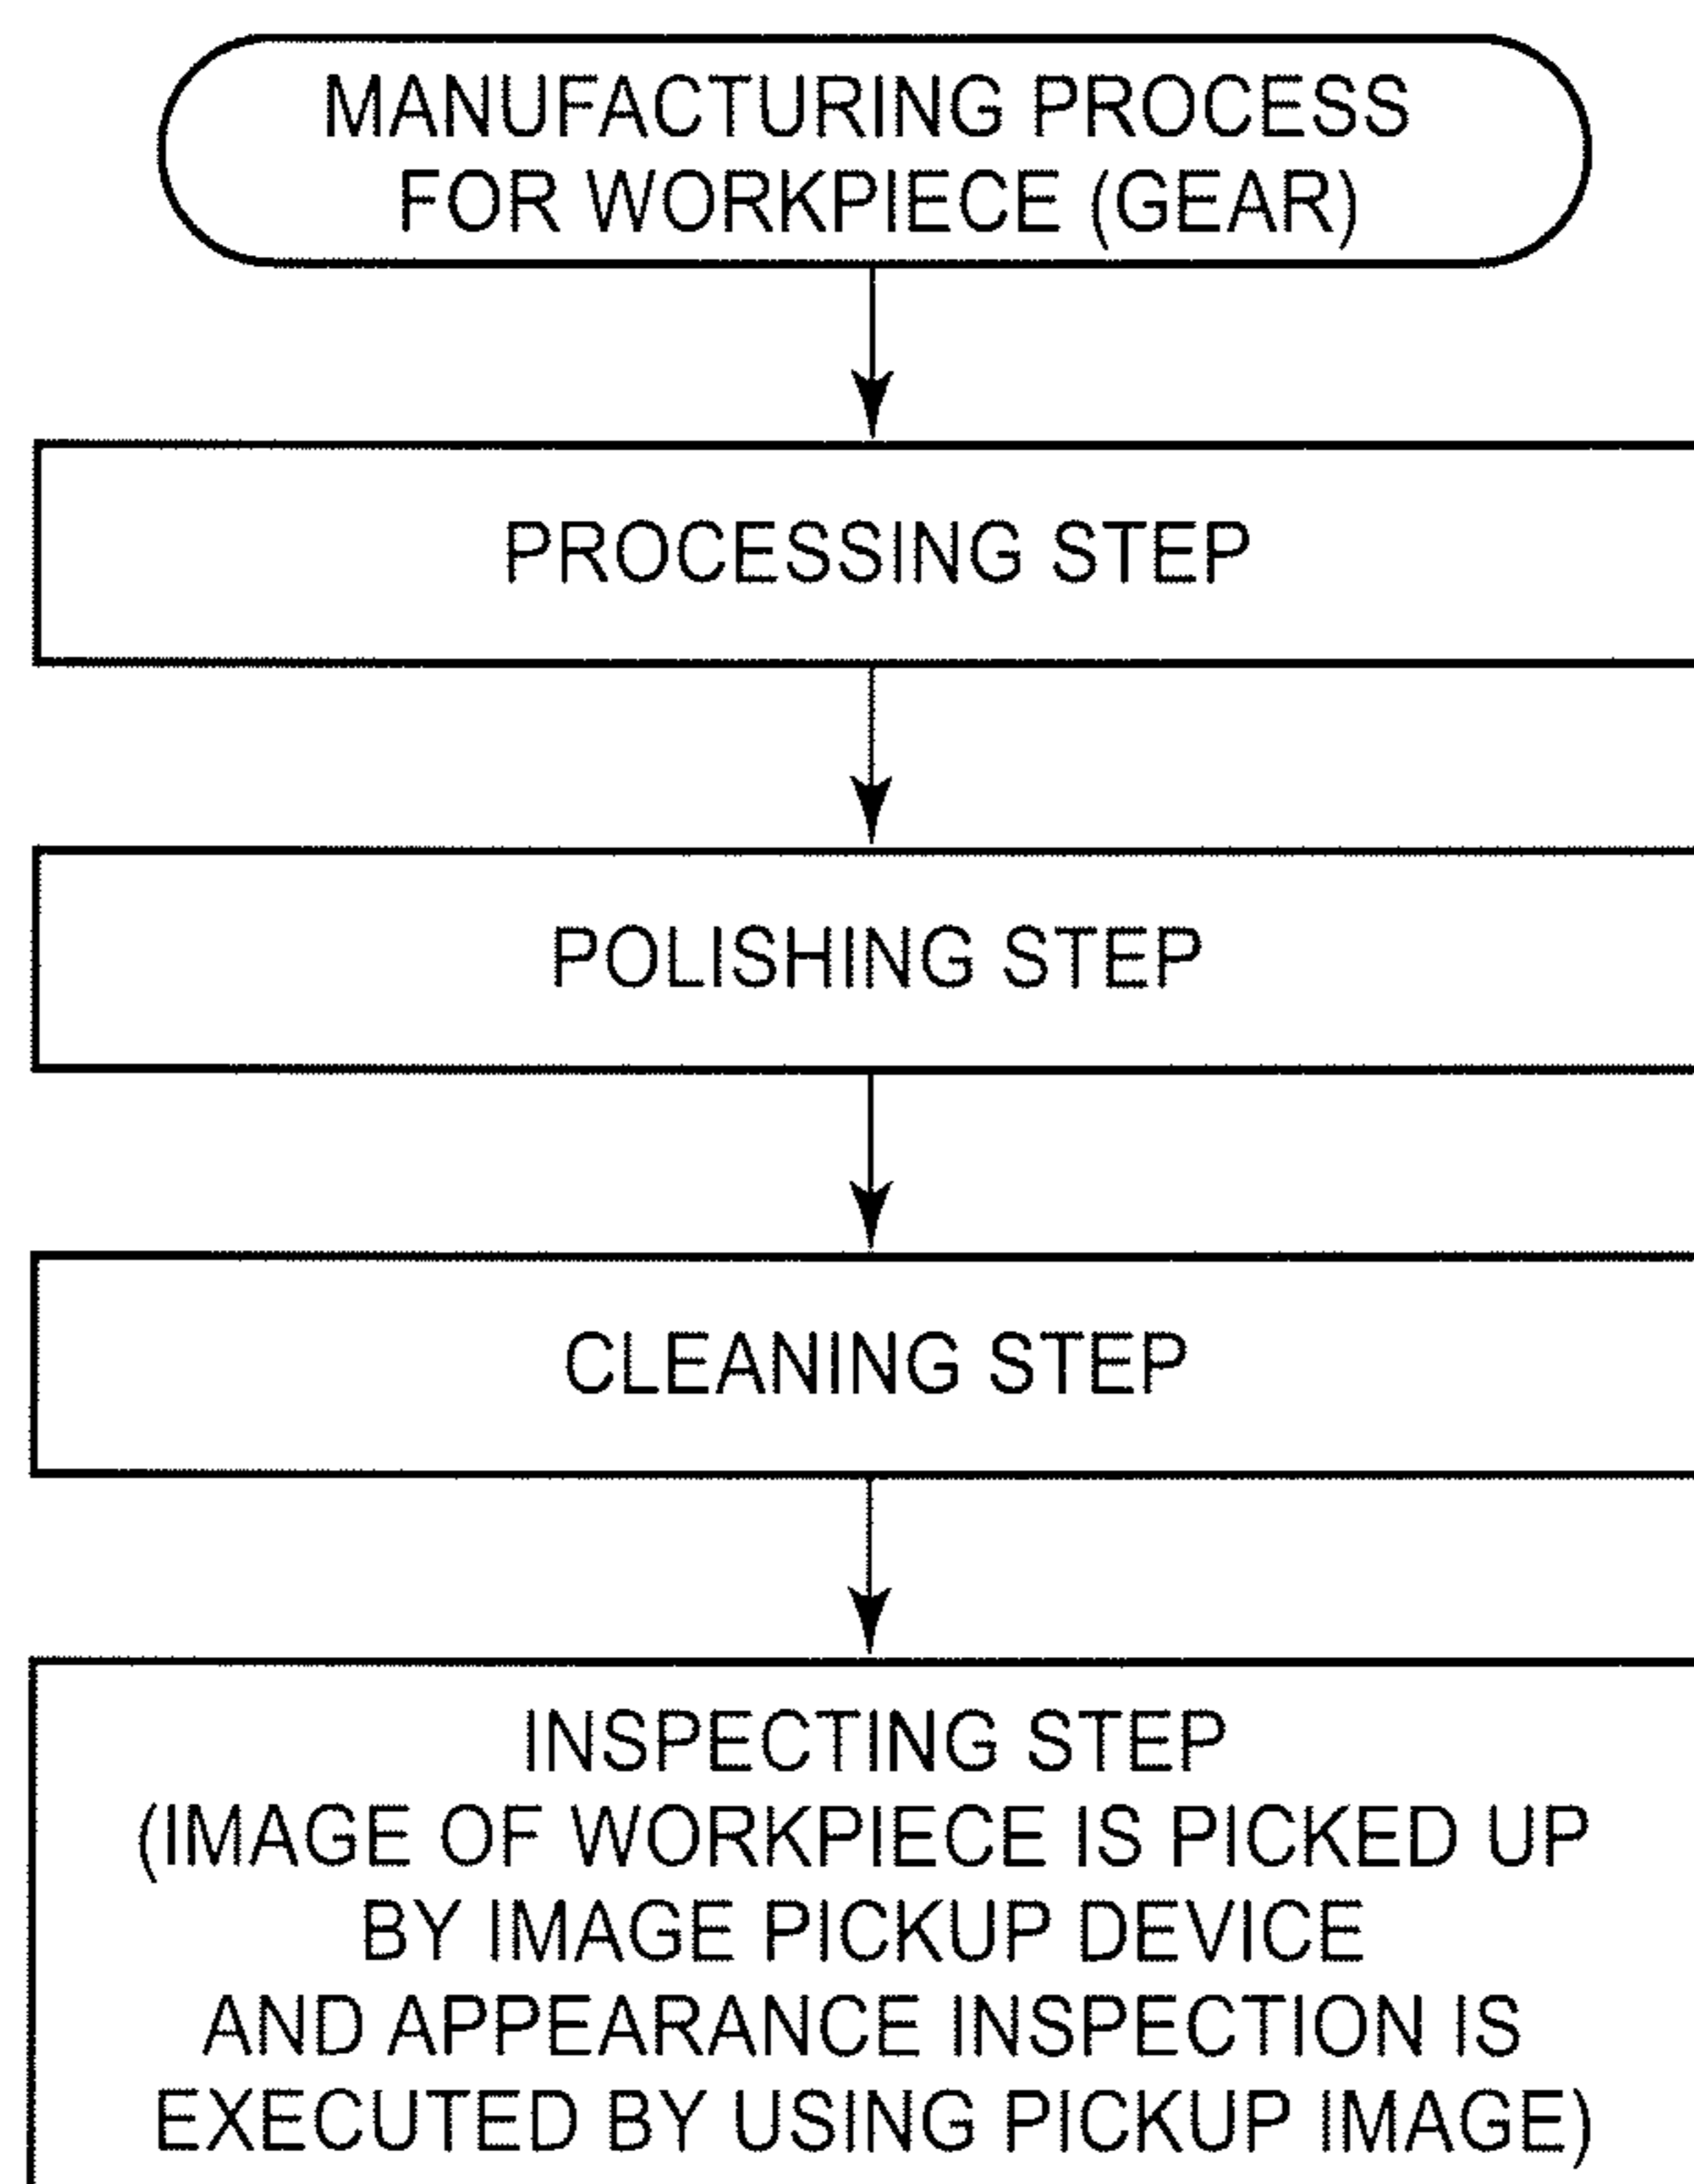 MANUFACTURING PROCESS
FOR WORKPIECE (GEAR)
PROCESSING STEP
POLISHING STEP
CLEANING STEP
INSPECTING STEP
(IMAGE OF WORKPIECE IS PICKED UP
BY IMAGE PICKUP DEVICE
AND APPEARANCE INSPECTION IS
EXECUTED BY USING PICKUP IMAGE)